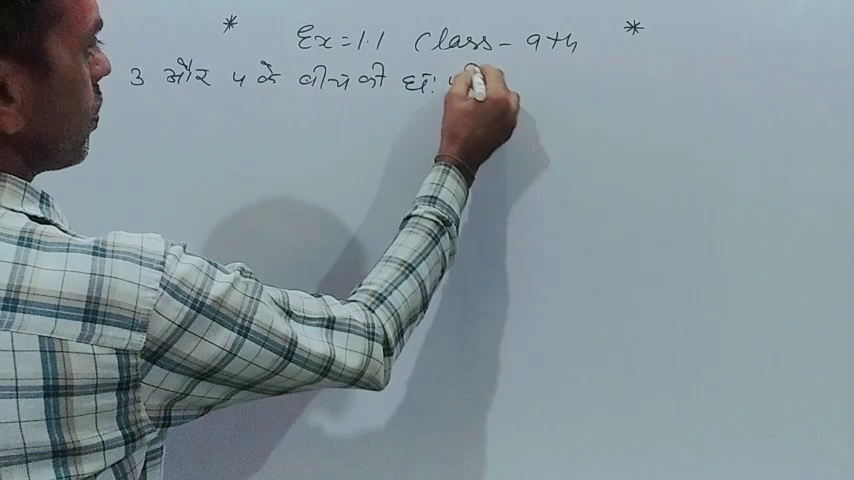 * Ex = 1.1 Class - 9th *
3 और 4 के बीच की छः